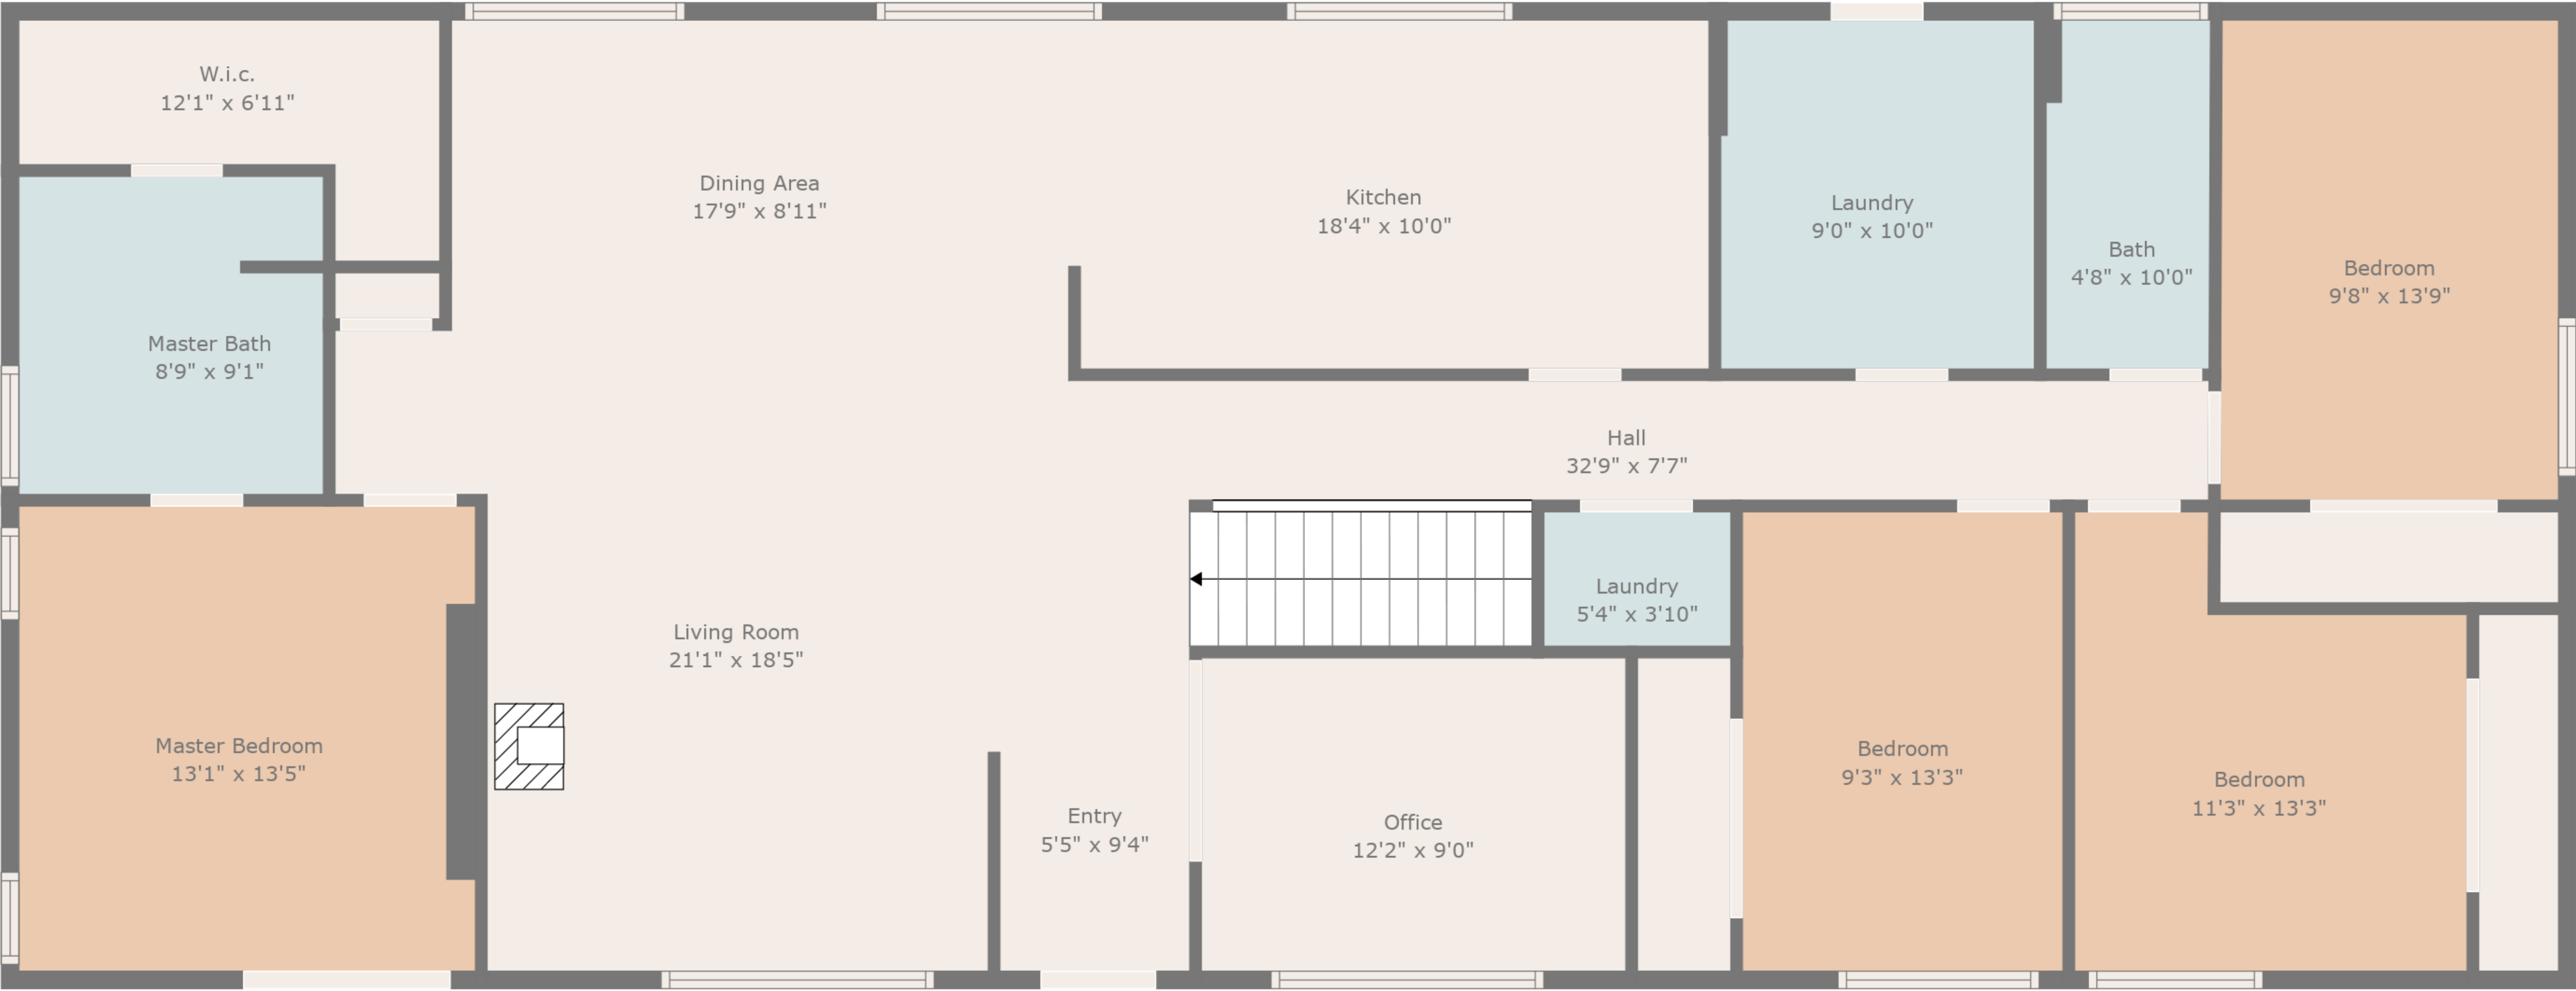 W.i.c.
12'1" x 6'11"
Dining Area
17'9" x 8'11"
Kitchen
18'4" x 10'0"
Laundry
9'0" x 10'0"
Bath
4'8" x 10'0"
Bedroom
9'8" x 13'9"
Master Bath
8'9" x 9'1"
Hall
32'9" x 7'7"
Laundry
5'4" x 3'10"
Living Room
21'1" x 18'5"
Master Bedroom
13'1" x 13'5"
Entry
5'5" x 9'4"
Office
12'2" x 9'0"
Bedroom
9'3" x 13'3"
Bedroom
11'3" x 13'3"